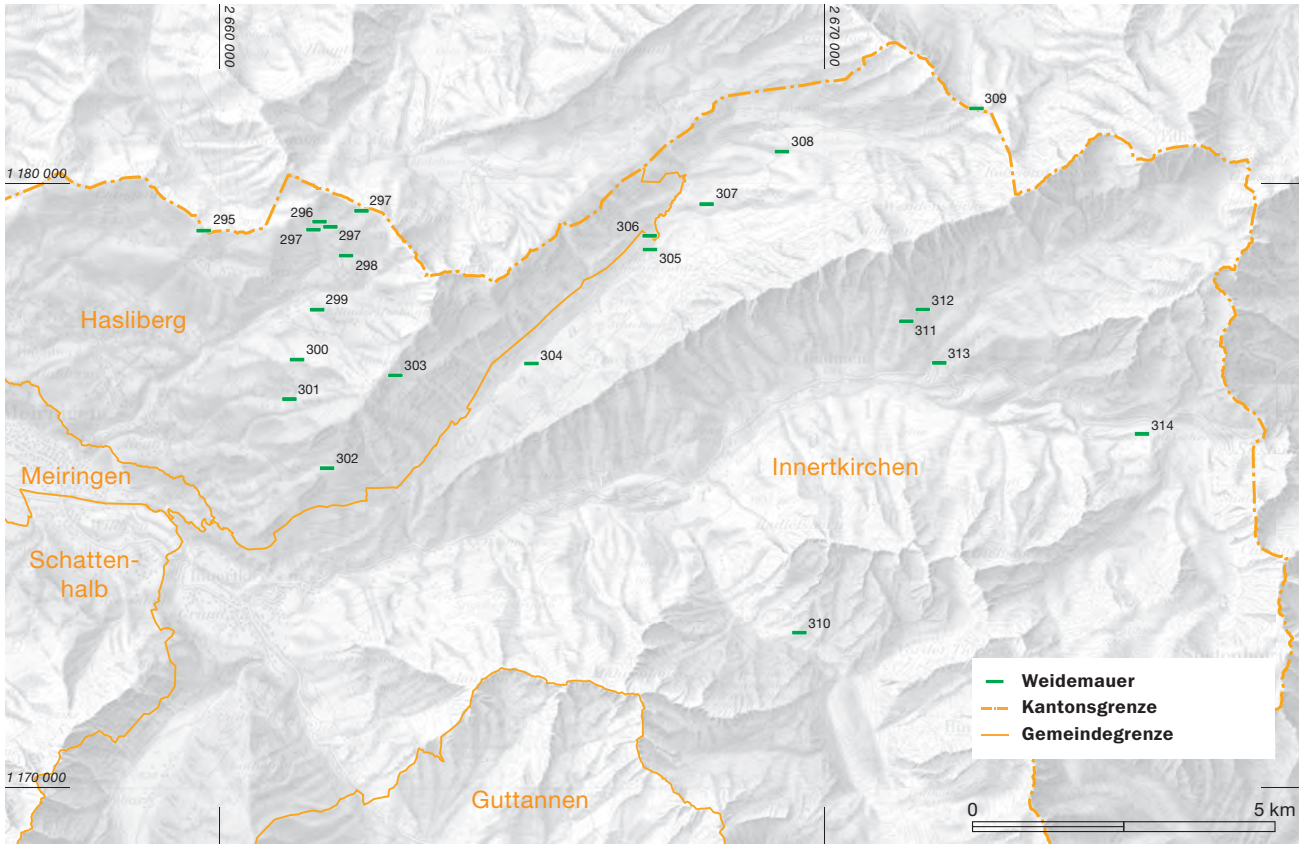 2 660 000
2 670 000
309
308
1 180 000
307
297
296
295
306
297
297
305
298
312
299
Hasliberg
311
300
304
313
303
301
314
302
Meiringen
Innertkirchen
Schatten-
halb
310
Weidemauer
Kantonsgrenze
Gemeindegrenze
1 170 000
Guttannen
0
5 km